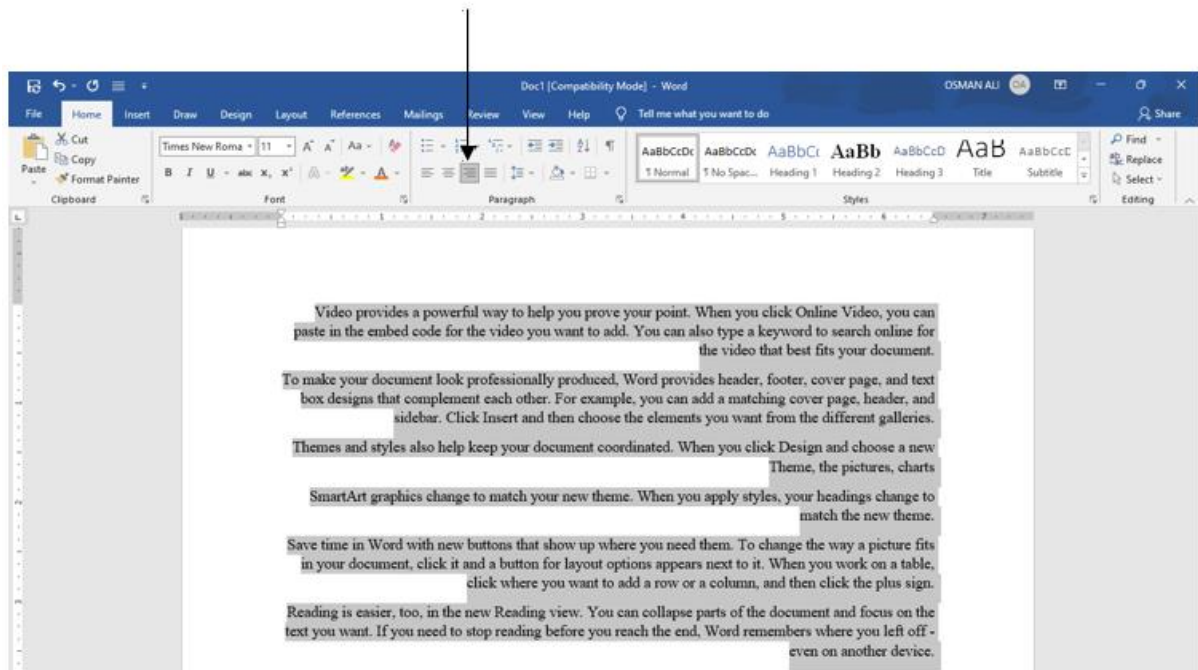 Doc1 [Compatibility Mode] - Word
OSMAN ALI
OA
File Home Insert Draw Design Layout References Mailings Review View Help Tell me what you want to do
Share
Paste
Cut
Copy
Format Painter
Clipboard
Times New Roma 11
Aa
B I U abc x, x²
A
Font
Paragraph
AaBbCcDc AaBbCcDc AaBbCc AaBb AaBbCcD AaB AaBbCcD
¶ Normal ¶ No Spac... Heading 1 Heading 2 Heading 3 Title Subtitle
Styles
Find
Replace
Select
Editing
1 2 3 4 5 6 7
Video provides a powerful way to help you prove your point. When you click Online Video, you can
paste in the embed code for the video you want to add. You can also type a keyword to search online for
the video that best fits your document.
To make your document look professionally produced, Word provides header, footer, cover page, and text
box designs that complement each other. For example, you can add a matching cover page, header, and
sidebar. Click Insert and then choose the elements you want from the different galleries.
Themes and styles also help keep your document coordinated. When you click Design and choose a new
Theme, the pictures, charts
SmartArt graphics change to match your new theme. When you apply styles, your headings change to
match the new theme.
Save time in Word with new buttons that show up where you need them. To change the way a picture fits
in your document, click it and a button for layout options appears next to it. When you work on a table,
click where you want to add a row or a column, and then click the plus sign.
Reading is easier, too, in the new Reading view. You can collapse parts of the document and focus on the
text you want. If you need to stop reading before you reach the end, Word remembers where you left off -
even on another device.